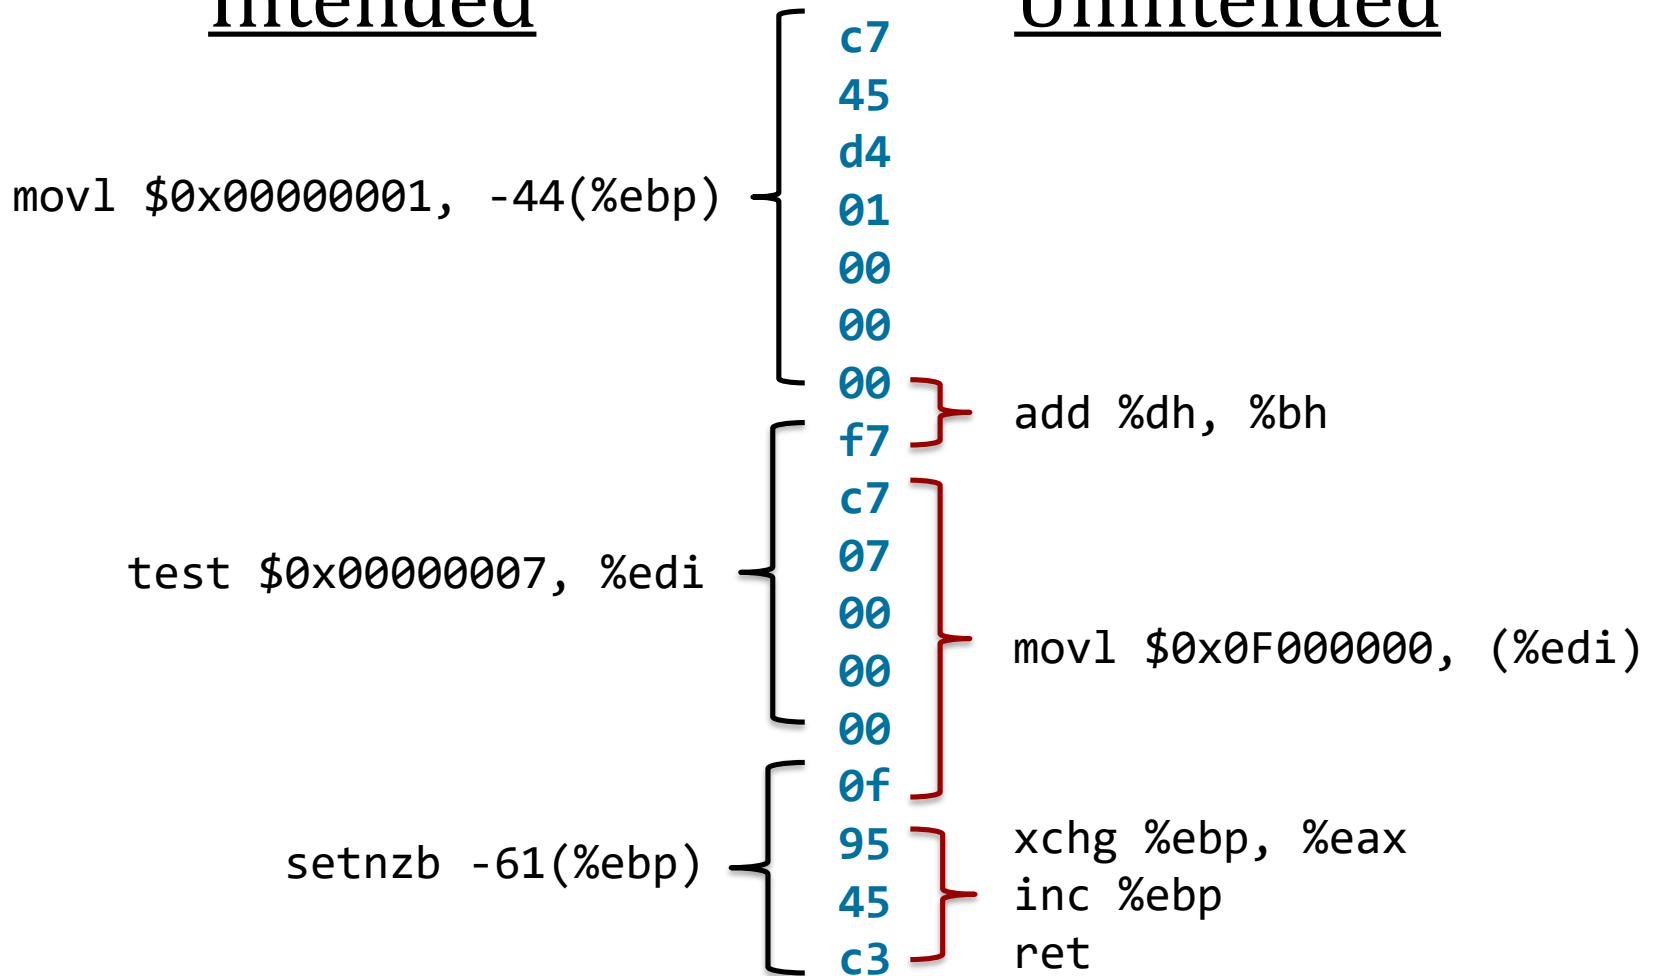 Intended
Unintended
c7
45
d4
movl $0x00000001, -44(%ebp)
01
00
00
00
add %dh, %bh
f7
c7
07
test $0x00000007, %edi
00
00
movl $0x0F000000, (%edi)
00
0f
95
xchg %ebp, %eax
setnzb -61(%ebp)
45
inc %ebp
c3
ret